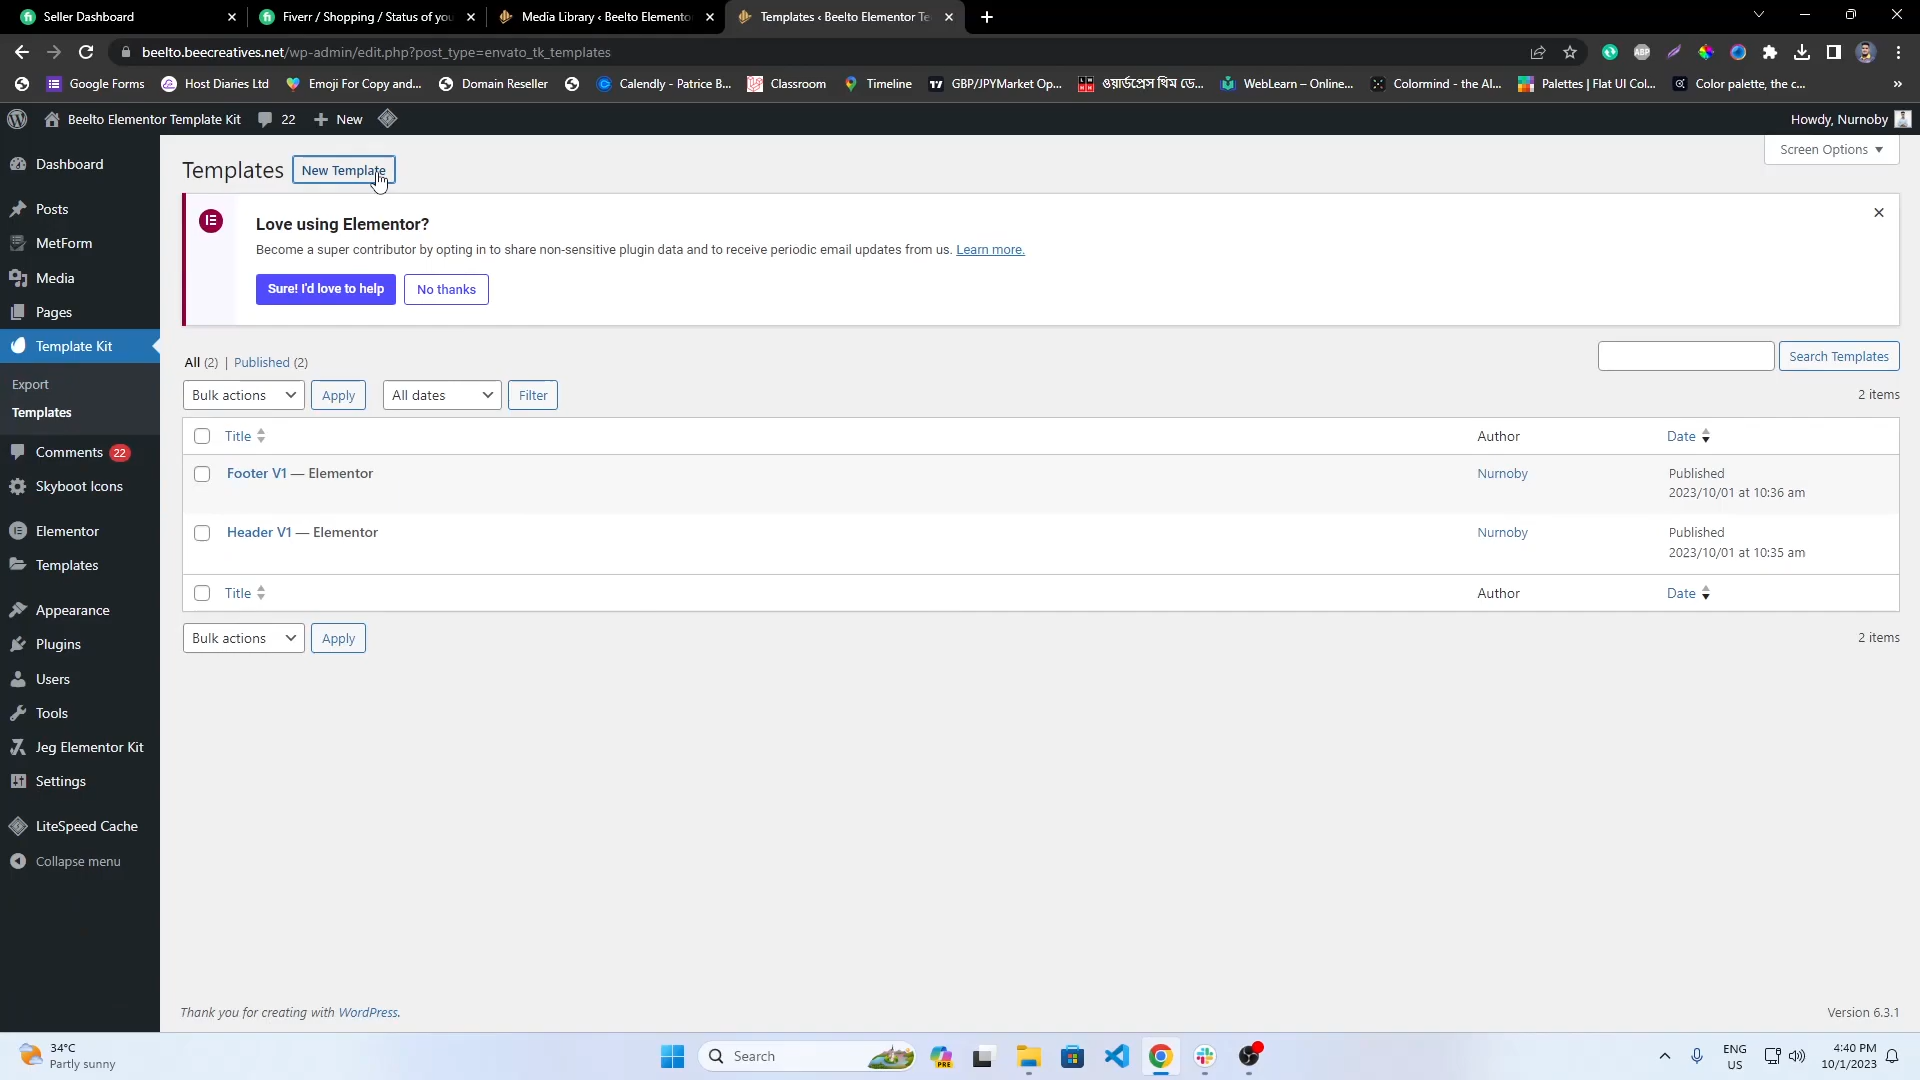 Seller Dashboard
Fiverr / Shopping / Status of you
Media Library ‹ Beelto Elemento
Templates ‹ Beelto Elementor Te
beelto.beecreatives.net/wp-admin/edit.php?post_type=envato_tk_templates
Google Forms
Host Diaries Ltd
Emoji For Copy and...
Domain Reseller
Calendly - Patrice B...
Classroom
Timeline
GBP/JPYMarket Op...
ওয়ার্ডপ্রেস থিম ডে...
WebLearn – Online...
Colormind - the AI...
Palettes | Flat UI Col...
Color palette, the c...
»
Beelto Elementor Template Kit
22
New
Howdy, Nurnoby
Dashboard
Posts
MetForm
Media
Pages
Template Kit
Export
Templates
Comments 22
Skyboot Icons
Elementor
Templates
Appearance
Plugins
Users
Tools
Jeg Elementor Kit
Settings
LiteSpeed Cache
Collapse menu
Screen Options
Templates
New Template
Love using Elementor?
Become a super contributor by opting in to share non-sensitive plugin data and to receive periodic email updates from us. Learn more.
Sure! I'd love to help
No thanks
All (2) | Published (2)
Search Templates
Bulk actions
Apply
All dates
Filter
2 items
Title
Author
Date
Footer V1 — Elementor
Nurnoby
Published
2023/10/01 at 10:36 am
Header V1 — Elementor
Nurnoby
Published
2023/10/01 at 10:35 am
Title
Author
Date
Bulk actions
Apply
2 items
Thank you for creating with WordPress.
Version 6.3.1
34°C
Partly sunny
Search
PRE
ENG
US
4:40 PM
10/1/2023